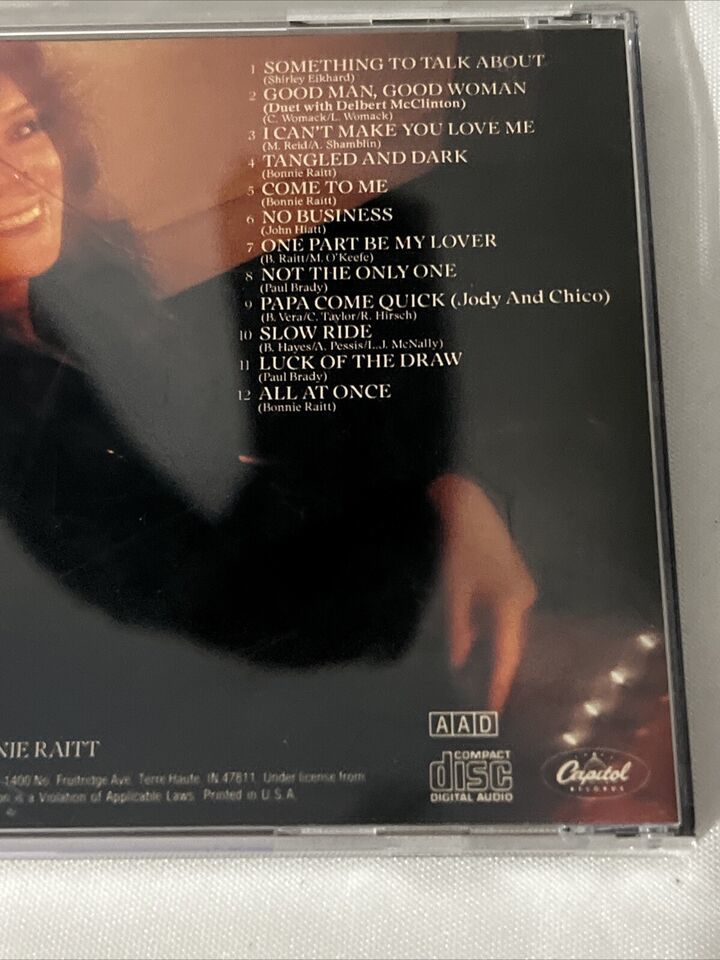 1 SOMETHING TO TALK ABOUT
(Shirley Eikhard)
2 GOOD MAN, GOOD WOMAN
(Duet with Delbert McClinton)
(C. Womack/L. Womack)
3 I CAN'T MAKE YOU LOVE ME
(M. Reid/A. Shamblin)
4 TANGLED AND DARK
(Bonnie Raitt)
5 COME TO ME
(Bonnie Raitt)
6 NO BUSINESS
(John Hiatt)
7 ONE PART BE MY LOVER
(B. Raitt/M. O'Keefe)
8 NOT THE ONLY ONE
(Paul Brady)
9 PAPA COME QUICK (Jody And Chico)
(B. Vera/C. Taylor/R. Hirsch)
10 SLOW RIDE
(B. Hayes/A. Pessis/L.J. McNally)
11 LUCK OF THE DRAW
(Paul Brady)
12 ALL AT ONCE
(Bonnie Raitt)
AAD
NIE RAITT
COMPACT
disc
DIGITAL AUDIO
Capitol
RECORDS
1400 No. Fruitridge Ave. Terre Haute, IN 47811. Under license from
on is a Violation of Applicable Laws. Printed in U.S.A.